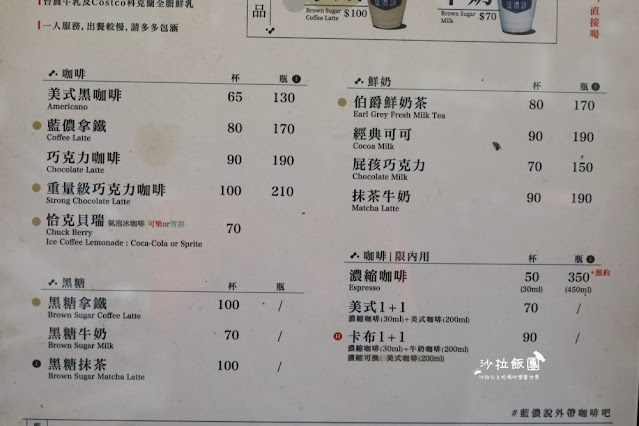 台農牛乳及Costco科克蘭全脂鮮乳
一人服務,出餐較慢,請多多包涵
品
Brown Sugar
Coffee Latte
$100
Brown Sugar
Milk
$70
直接喝
咖啡 杯 瓶
美式黑咖啡 65 130
Americano
藍儂拿鐵 80 170
Coffee Latte
巧克力咖啡 90 190
Chocolate Latte
重量級巧克力咖啡 100 210
Strong Chocolate Latte
恰克貝瑞 氣泡冰咖啡 可樂or雪碧 70
Chuck Berry
Ice Coffee Lemonade : Coca-Cola or Sprite
黑糖 杯 瓶
黑糖拿鐵 100 /
Brown Sugar Coffee Latte
黑糖牛奶 70 /
Brown Sugar Milk
黑糖抹茶 100 /
Brown Sugar Matcha Latte
鮮奶 杯 瓶
伯爵鮮奶茶 80 170
Earl Grey Fresh Milk Tea
經典可可 90 190
Cocoa Milk
屁孩巧克力 70 150
Chocolate Milk
抹茶牛奶 90 190
Matcha Latte
咖啡|限內用 杯 瓶
濃縮咖啡 50 350 *預約
Espresso (30ml) (450ml)
美式1+1 70 /
濃縮咖啡(30ml)+美式咖啡(200ml)
卡布1+1 90 /
濃縮咖啡(30ml)+牛奶咖啡(200ml)
濃縮可換: 美式咖啡(200ml)
沙拉飯團
#藍儂說外帶咖啡吧